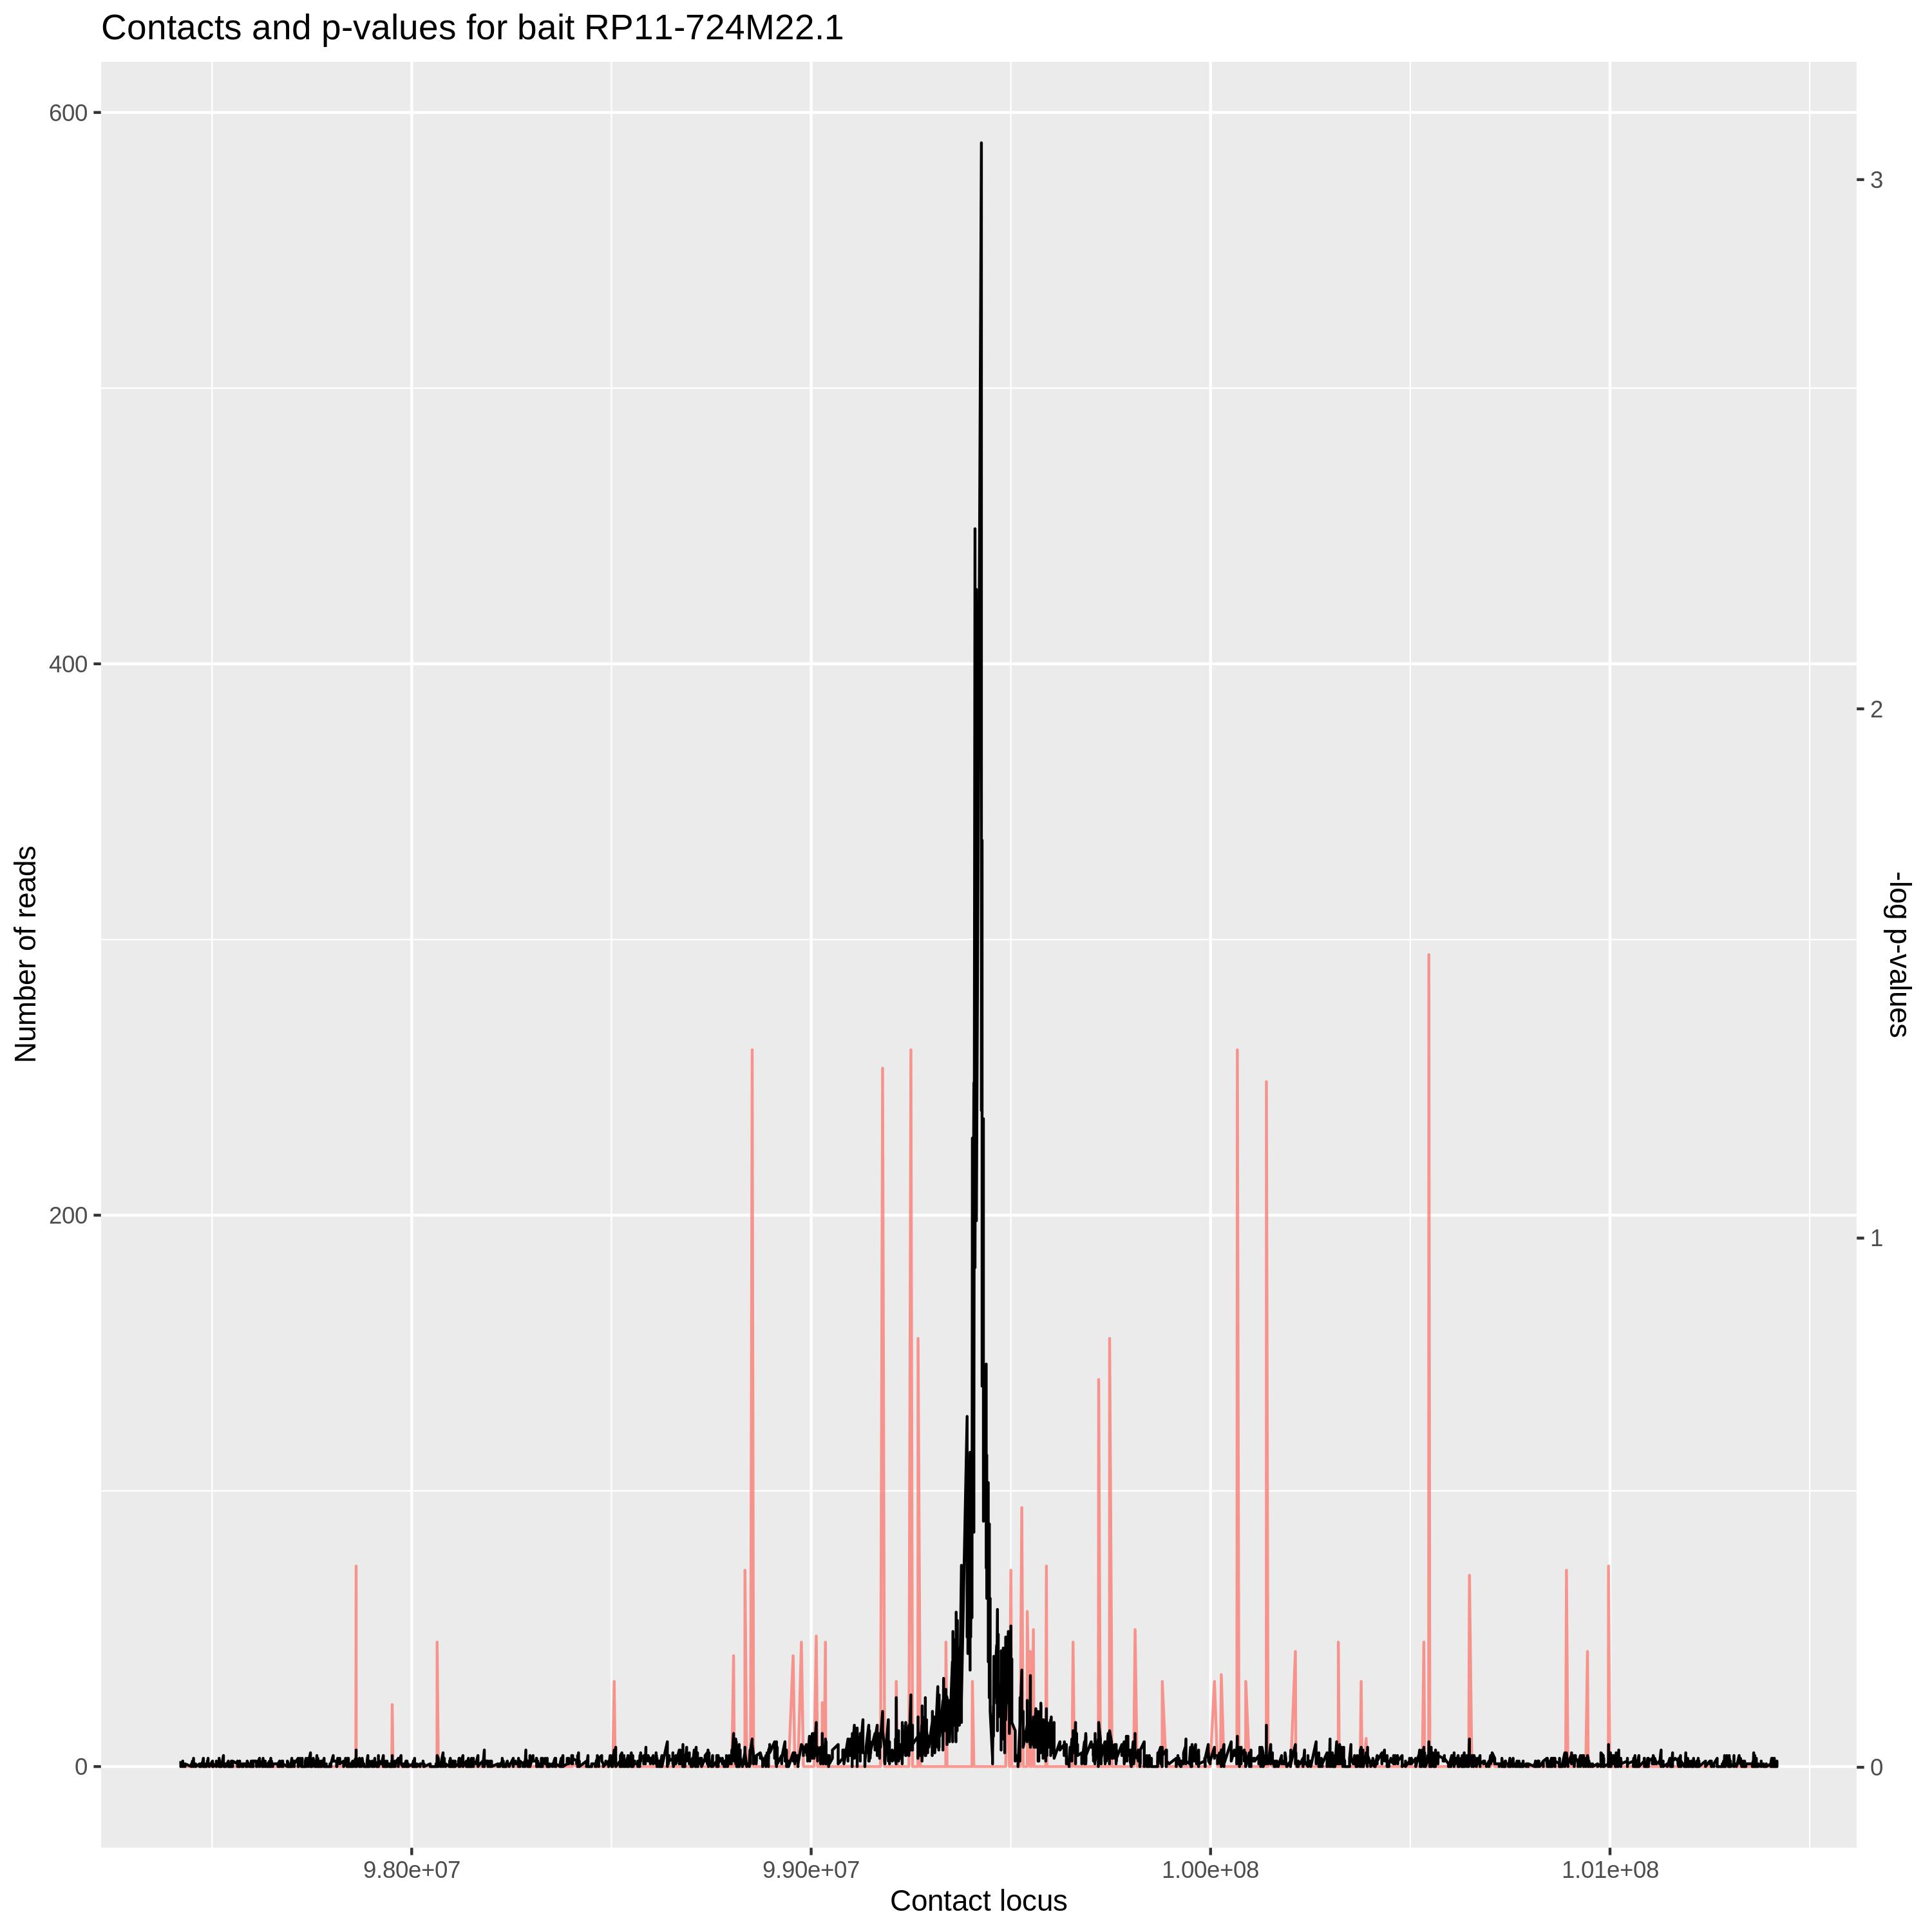 Contacts and p-values for bait RP11-724M22.1
600
400
200
0
Number of reads
3
2
1
0
-log p-values
9.80e+07
9.90e+07
1.00e+08
1.01e+08
Contact locus